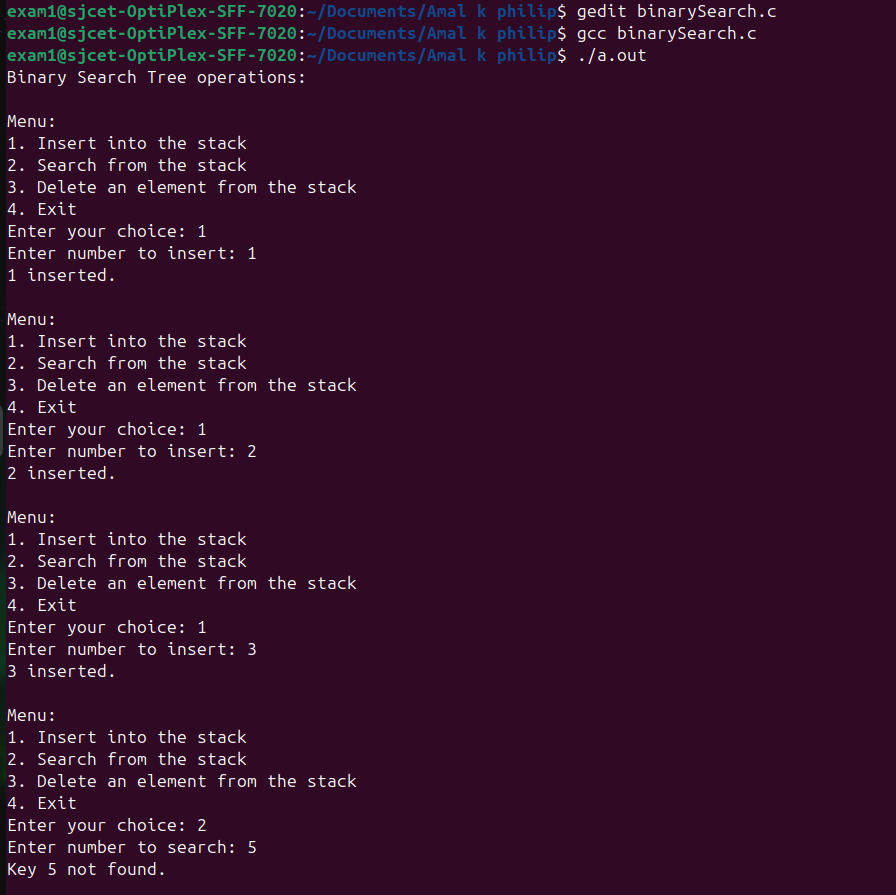 exam1@sjcet-OptiPlex-SFF-7020:~/Documents/Amal k philip$ gedit binarySearch.c
exam1@sjcet-OptiPlex-SFF-7020:~/Documents/Amal k philip$ gcc binarySearch.c
exam1@sjcet-OptiPlex-SFF-7020:~/Documents/Amal k philip$ ./a.out
Binary Search Tree operations:

Menu:
1. Insert into the stack
2. Search from the stack
3. Delete an element from the stack
4. Exit
Enter your choice: 1
Enter number to insert: 1
1 inserted.

Menu:
1. Insert into the stack
2. Search from the stack
3. Delete an element from the stack
4. Exit
Enter your choice: 1
Enter number to insert: 2
2 inserted.

Menu:
1. Insert into the stack
2. Search from the stack
3. Delete an element from the stack
4. Exit
Enter your choice: 1
Enter number to insert: 3
3 inserted.

Menu:
1. Insert into the stack
2. Search from the stack
3. Delete an element from the stack
4. Exit
Enter your choice: 2
Enter number to search: 5
Key 5 not found.